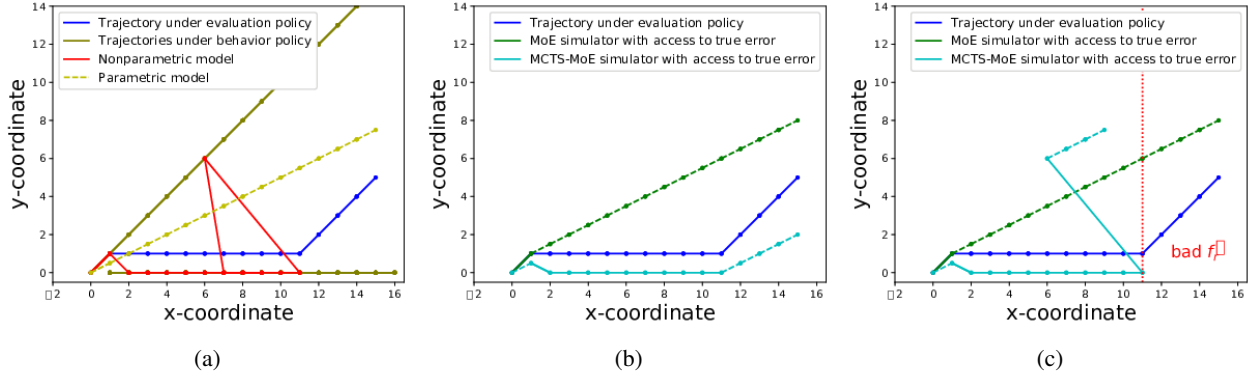 14
12
10
8
6
4
2
0
y-coordinate
Trajectory under evaluation policy
Trajectories under behavior policy
Nonparametric model
Parametric model
2 0 2 4 6 8 10 12 14 16
x-coordinate
(a)
14
12
10
8
6
4
2
0
y-coordinate
Trajectory under evaluation policy
MoE simulator with access to true error
MCTS-MoE simulator with access to true error
2 0 2 4 6 8 10 12 14 16
x-coordinate
(b)
14
12
10
8
6
4
2
0
y-coordinate
Trajectory under evaluation policy
MoE simulator with access to true error
MCTS-MoE simulator with access to true error
bad f
2 0 2 4 6 8 10 12 14 16
x-coordinate
(c)